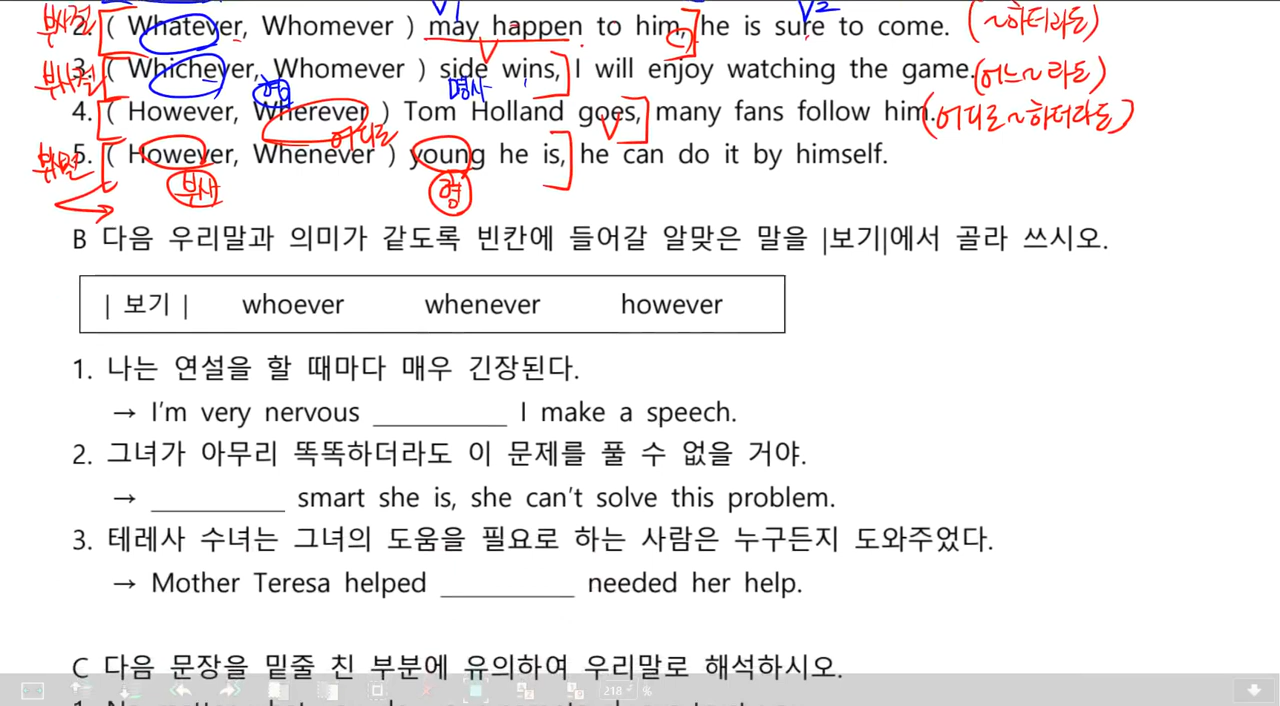 V1 V2
부사절 2. ( Whatever, Whomever ) may happen to him, he is sure to come. (~하더라도)
V
부사절 3. ( Whichever, Whomever ) side wins, I will enjoy watching the game. (어느~라도)
명사
4. ( However, Wherever ) Tom Holland goes, many fans follow him. (어디로~하더라도)
어디로 V
5. ( However, Whenever ) young he is, he can do it by himself.
부사 형
B 다음 우리말과 의미가 같도록 빈칸에 들어갈 알맞은 말을 |보기|에서 골라 쓰시오.
| 보기 | whoever whenever however
1. 나는 연설을 할 때마다 매우 긴장된다.
→ I'm very nervous __________ I make a speech.
2. 그녀가 아무리 똑똑하더라도 이 문제를 풀 수 없을 거야.
→ __________ smart she is, she can't solve this problem.
3. 테레사 수녀는 그녀의 도움을 필요로 하는 사람은 누구든지 도와주었다.
→ Mother Teresa helped __________ needed her help.
C 다음 문장을 밑줄 친 부분에 유의하여 우리말로 해석하시오.
218 %